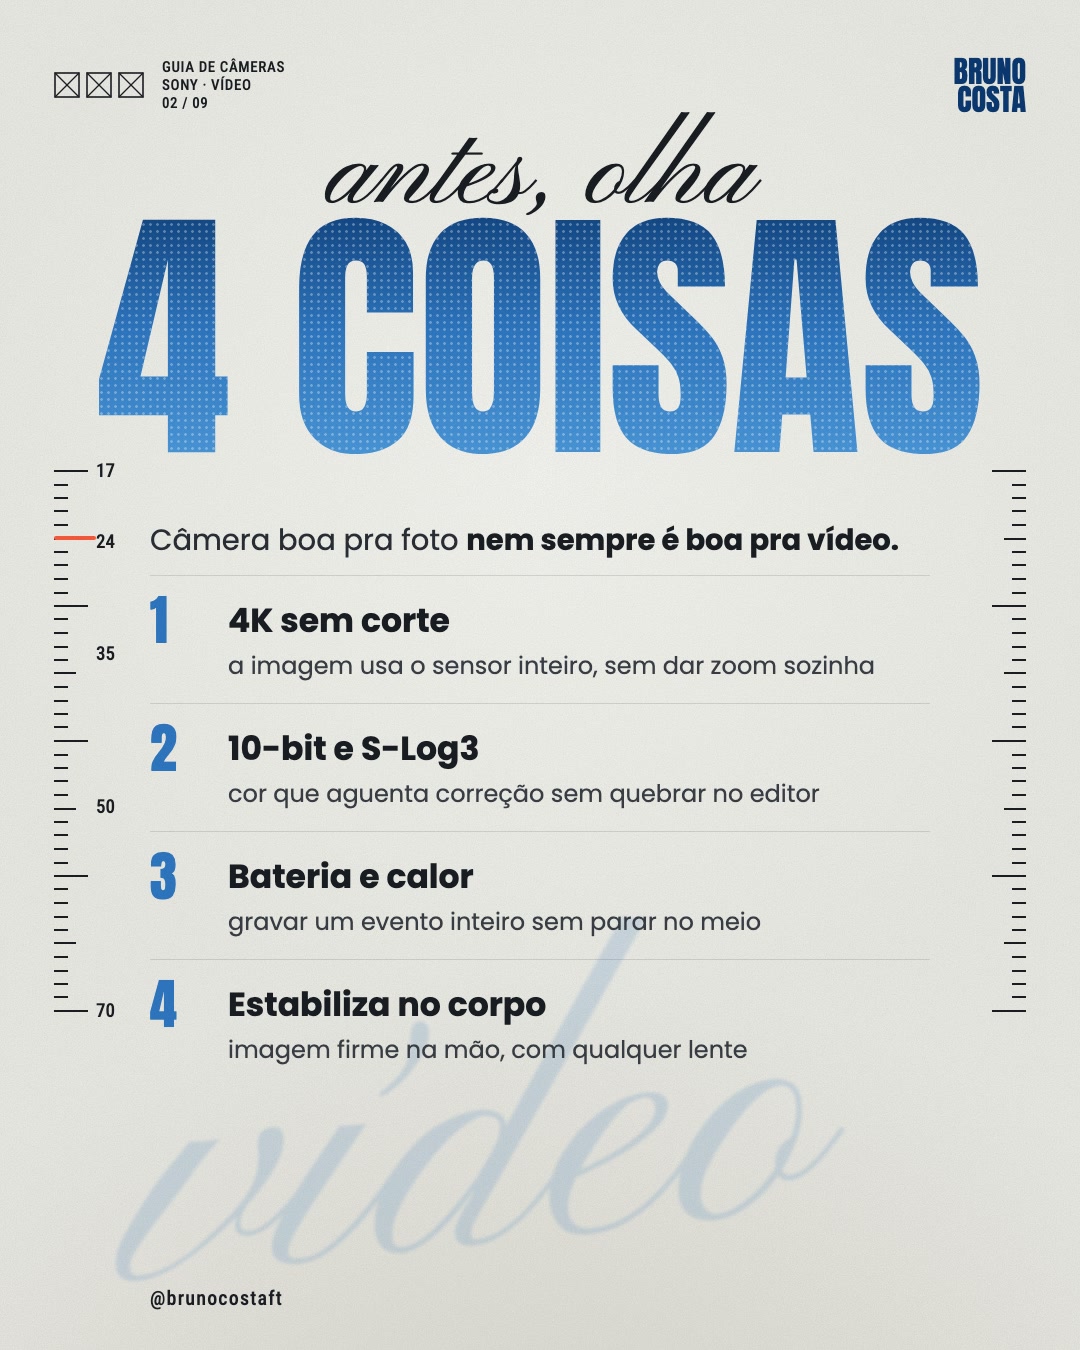 GUIA DE CÂMERAS
SONY · VÍDEO
02 / 09
BRUNO
COSTA
antes, olha
4 COISAS
17
24
35
50
70
Câmera boa pra foto nem sempre é boa pra vídeo.
1
4K sem corte
a imagem usa o sensor inteiro, sem dar zoom sozinha
2
10-bit e S-Log3
cor que aguenta correção sem quebrar no editor
3
Bateria e calor
gravar um evento inteiro sem parar no meio
4
Estabiliza no corpo
imagem firme na mão, com qualquer lente
vídeo
@brunocostaft